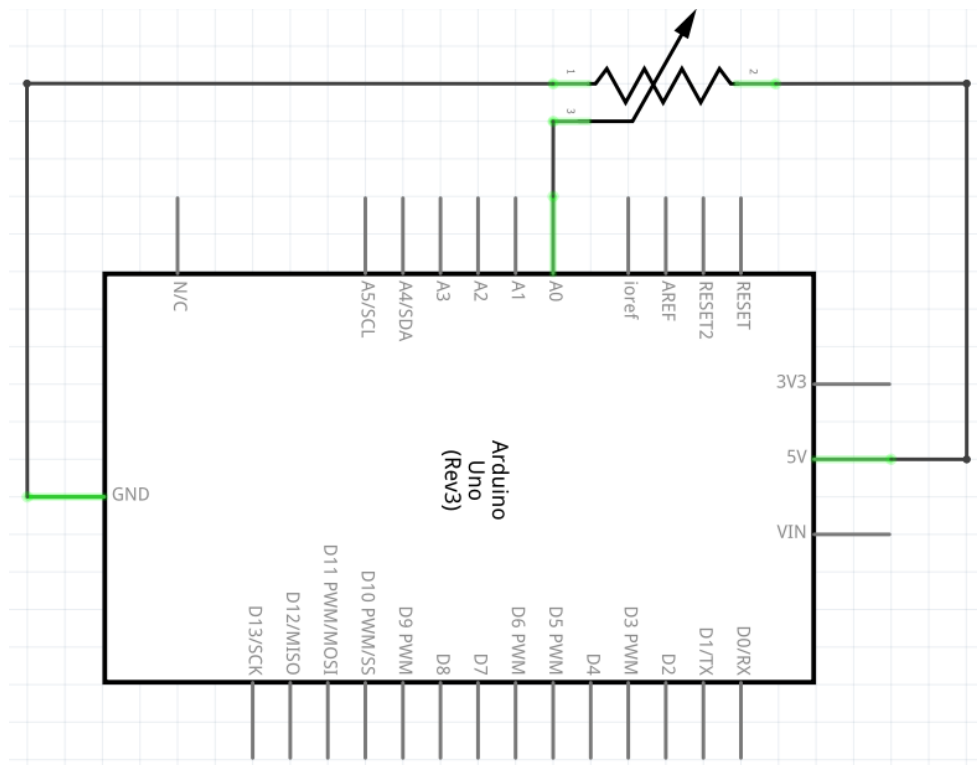 1
2
3
N/C
A5/SCL
A4/SDA
A3
A2
A1
A0
ioref
AREF
RESET2
RESET
3V3
5V
VIN
GND
Arduino
Uno
(Rev3)
D13/SCK
D12/MISO
D11 PWM/MOSI
D10 PWM/SS
D9 PWM
D8
D7
D6 PWM
D5 PWM
D4
D3 PWM
D2
D1/TX
D0/RX